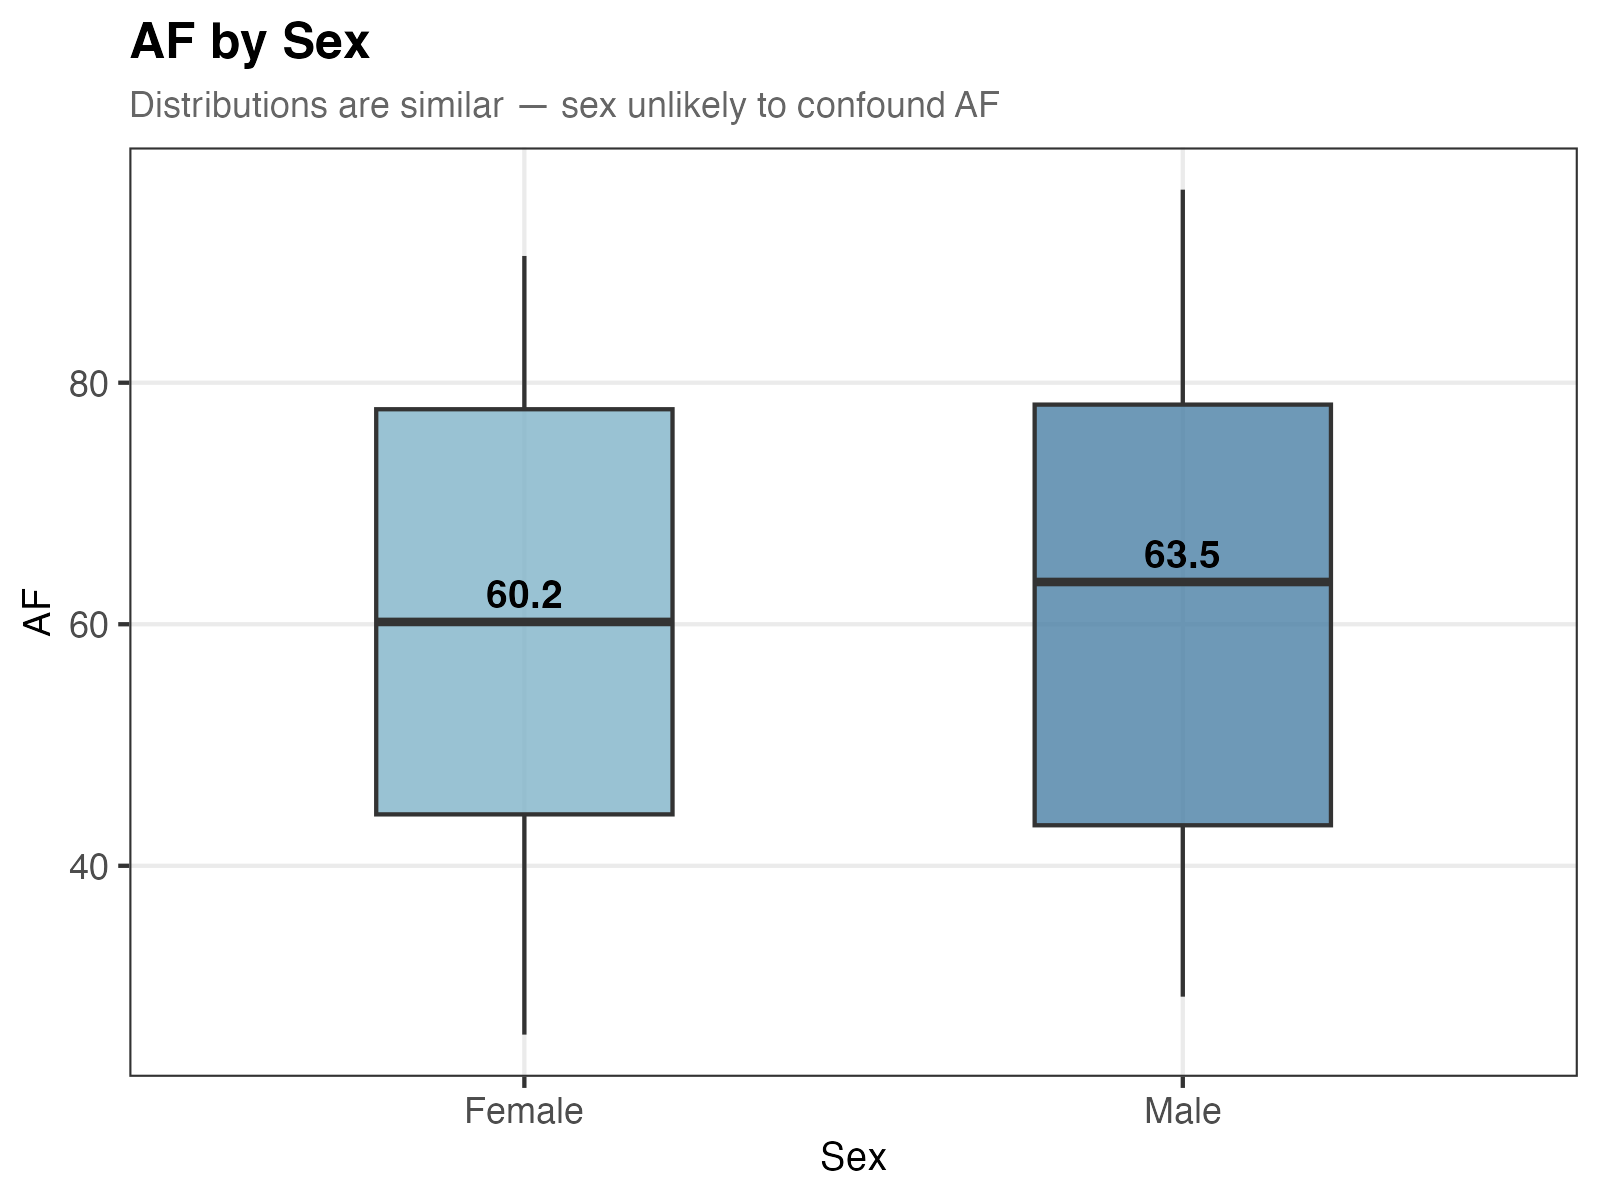 AF by Sex
Distributions are similar — sex unlikely to confound AF
80
60
40
AF
60.2
63.5
Female
Male
Sex